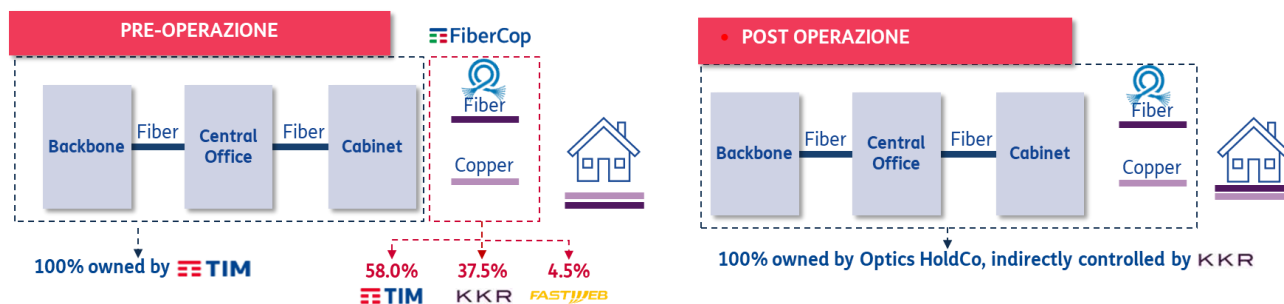 PRE-OPERAZIONE
FiberCop
Fiber
Backbone
Fiber
Central
Office
Fiber
Cabinet
Copper
100% owned by TIM
58.0%
37.5%
4.5%
TIM
KKR
FASTWEB
• POST OPERAZIONE
Fiber
Backbone
Fiber
Central
Office
Fiber
Cabinet
Copper
100% owned by Optics HoldCo, indirectly controlled by KKR